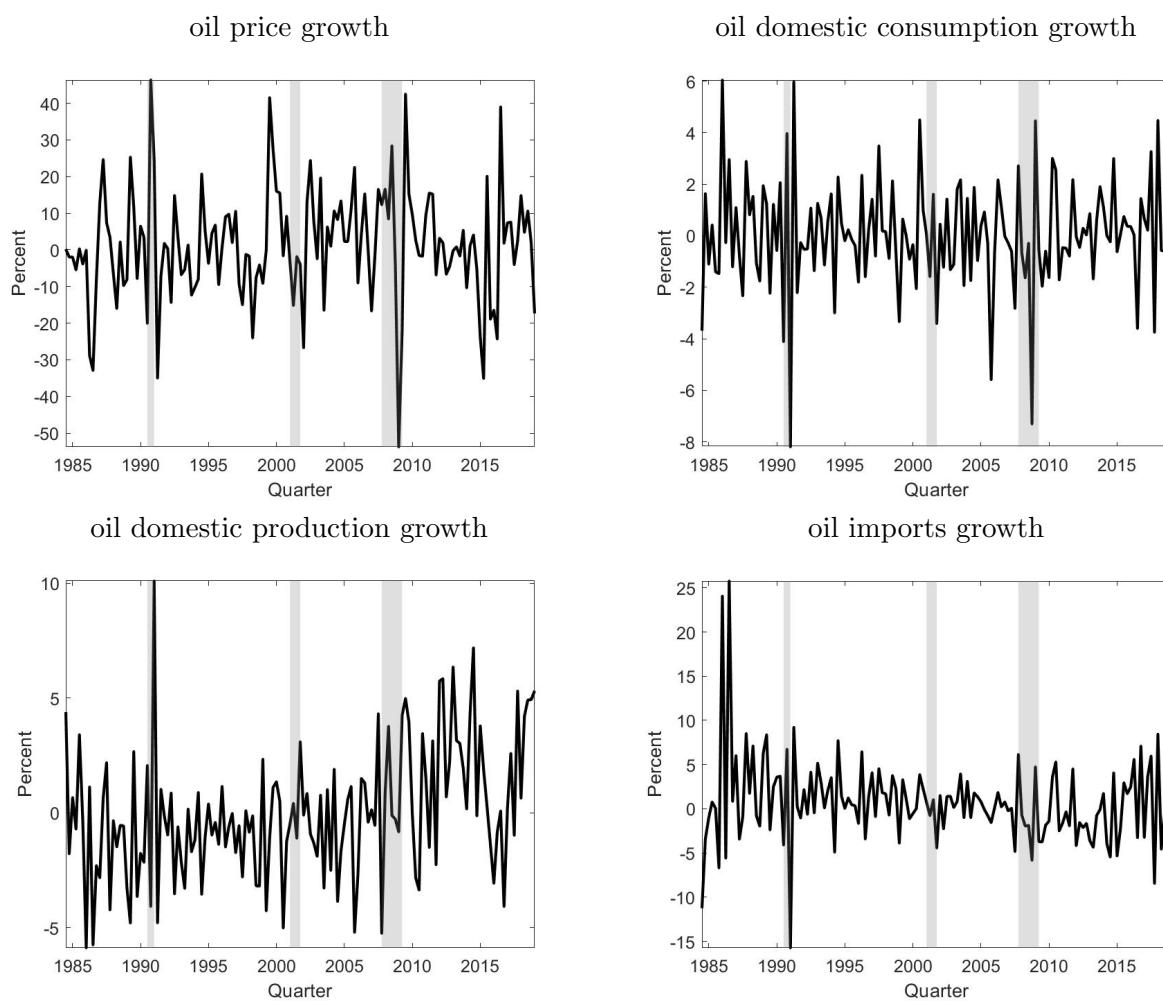 oil price growth
40
30
20
10
0
-10
-20
-30
-40
-50
Percent
1985 1990 1995 2000 2005 2010 2015
Quarter
oil domestic consumption growth
6
4
2
0
-2
-4
-6
-8
Percent
1985 1990 1995 2000 2005 2010 2015
Quarter
oil domestic production growth
10
5
0
-5
Percent
1985 1990 1995 2000 2005 2010 2015
Quarter
oil imports growth
25
20
15
10
5
0
-5
-10
-15
Percent
1985 1990 1995 2000 2005 2010 2015
Quarter